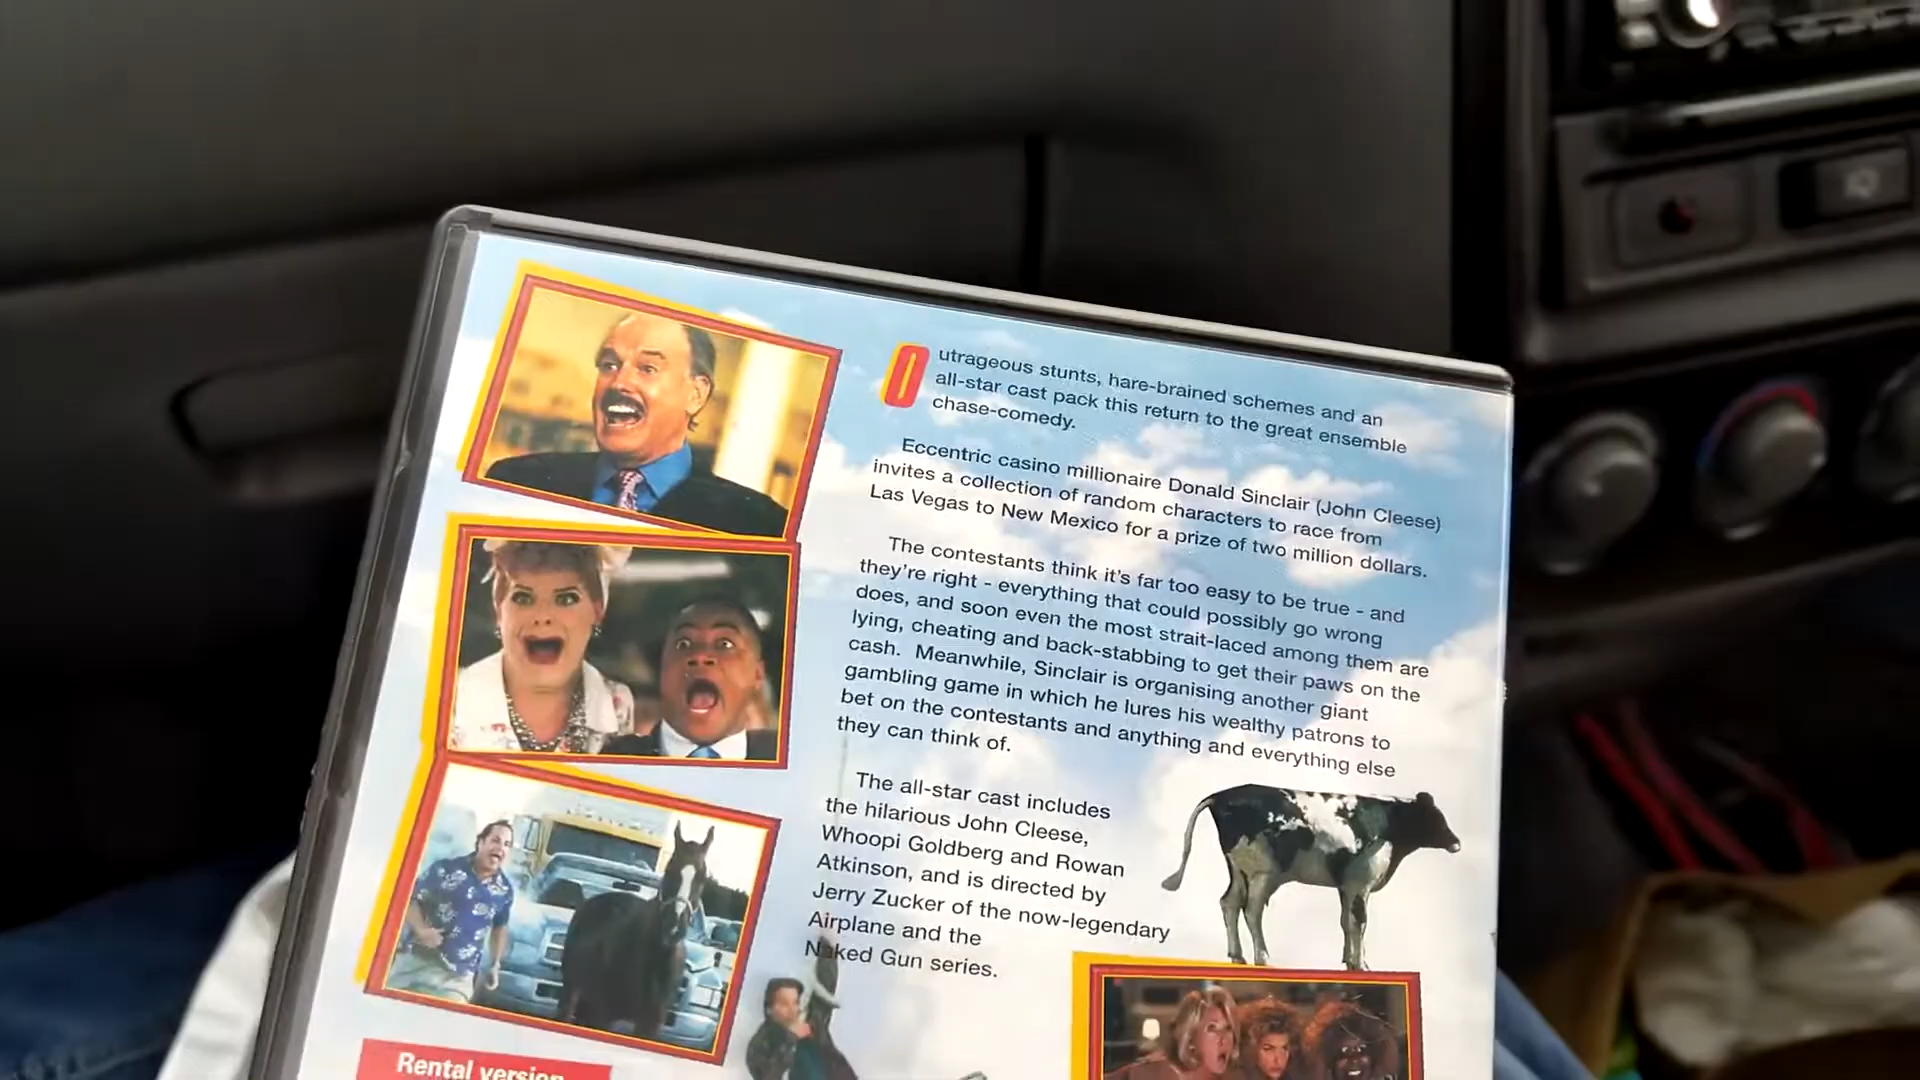 Outrageous stunts, hare-brained schemes and an
all-star cast pack this return to the great ensemble
chase-comedy.
Eccentric casino millionaire Donald Sinclair (John Cleese)
invites a collection of random characters to race from
Las Vegas to New Mexico for a prize of two million dollars.
The contestants think it's far too easy to be true - and
they're right - everything that could possibly go wrong
does, and soon even the most strait-laced among them are
lying, cheating and back-stabbing to get their paws on the
cash. Meanwhile, Sinclair is organising another giant
gambling game in which he lures his wealthy patrons to
bet on the contestants and anything and everything else
they can think of.
The all-star cast includes
the hilarious John Cleese,
Whoopi Goldberg and Rowan
Atkinson, and is directed by
Jerry Zucker of the now-legendary
Airplane and the
Naked Gun series.
Rental version